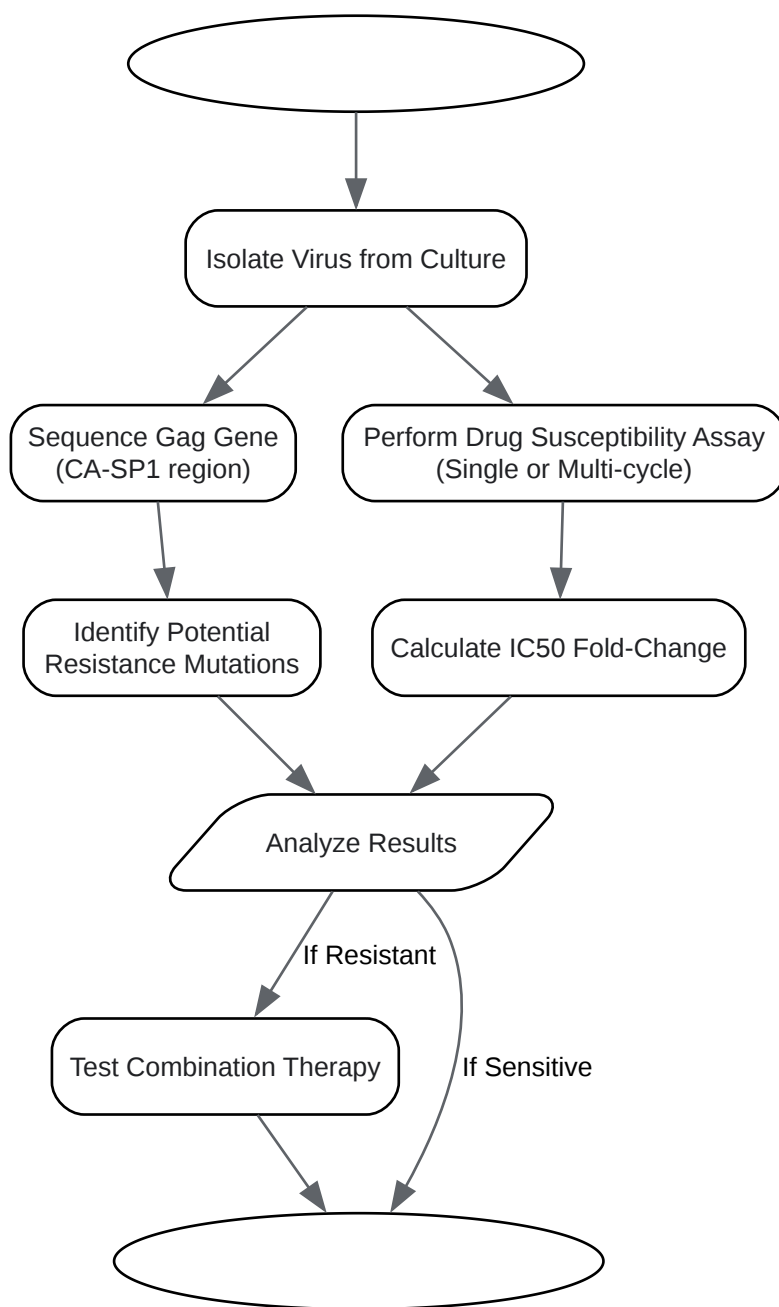 Isolate Virus from Culture
Sequence Gag Gene
(CA-SP1 region)
Perform Drug Susceptibility Assay
(Single or Multi-cycle)
Identify Potential
Resistance Mutations
Calculate IC50 Fold-Change
Analyze Results
If Resistant
Test Combination Therapy
If Sensitive